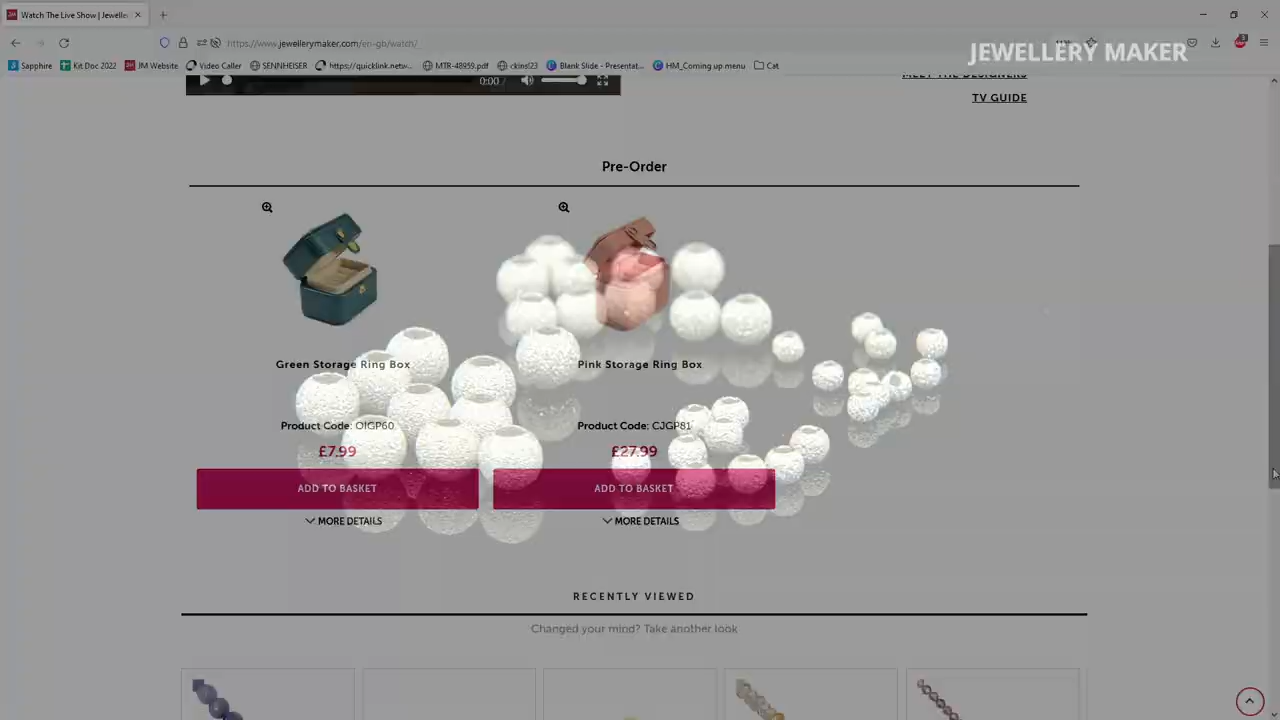 Watch The Live Show | Jewelle
https://www.jewellerymaker.com/en-gb/watch/
JEWELLERY MAKER
Sapphire
Kit Doc 2022
JM Website
Video Caller
SENNHEISER
https://quicklink.netw...
MTR-48959.pdf
ckinsl23
Blank Slide - Presentat...
HM_Coming up menu
Cat
MEET THE DESIGNERS
0:00 /
TV GUIDE
Pre-Order
Green Storage Ring Box
Pink Storage Ring Box
Product Code: OIGP60
Product Code: CJGP81
£7.99
£27.99
ADD TO BASKET
ADD TO BASKET
MORE DETAILS
MORE DETAILS
RECENTLY VIEWED
Changed your mind? Take another look